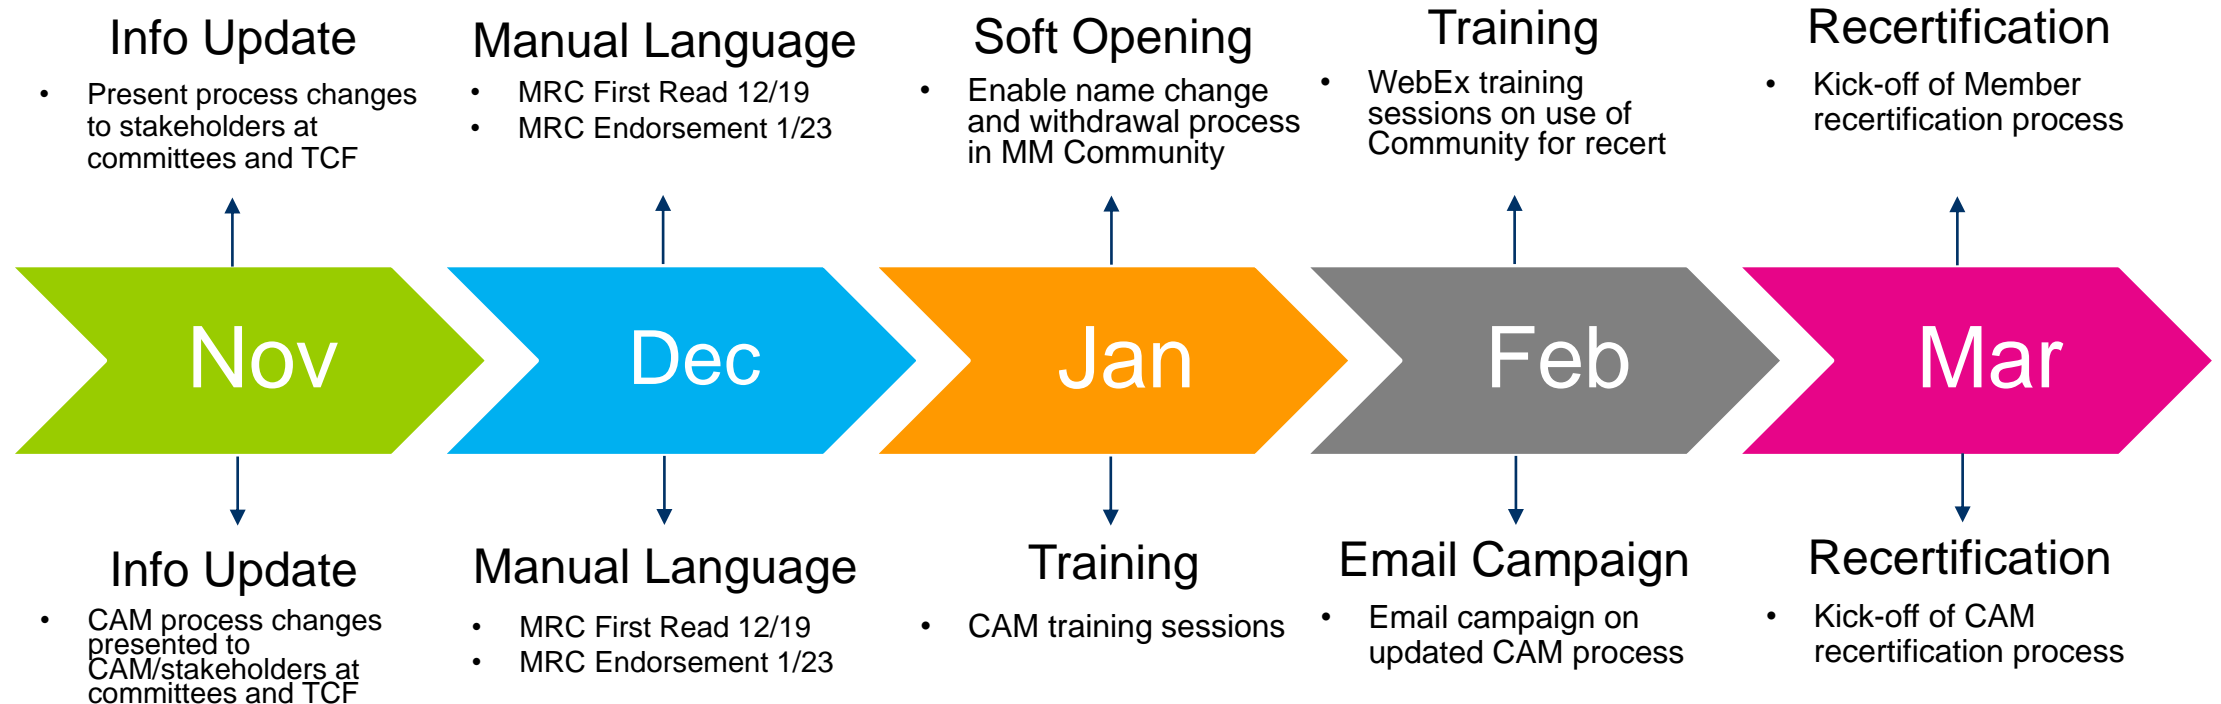 Info Update
• Present process changes
to stakeholders at
committees and TCF
Manual Language
• MRC First Read 12/19
• MRC Endorsement 1/23
Soft Opening
• Enable name change
and withdrawal process
in MM Community
Training
• WebEx training
sessions on use of
Community for recert
Recertification
• Kick-off of Member
recertification process
Nov
Dec
Jan
Feb
Mar
Info Update
• CAM process changes
presented to
CAM/stakeholders at
committees and TCF
Manual Language
• MRC First Read 12/19
• MRC Endorsement 1/23
Training
• CAM training sessions
Email Campaign
• Email campaign on
updated CAM process
Recertification
• Kick-off of CAM
recertification process